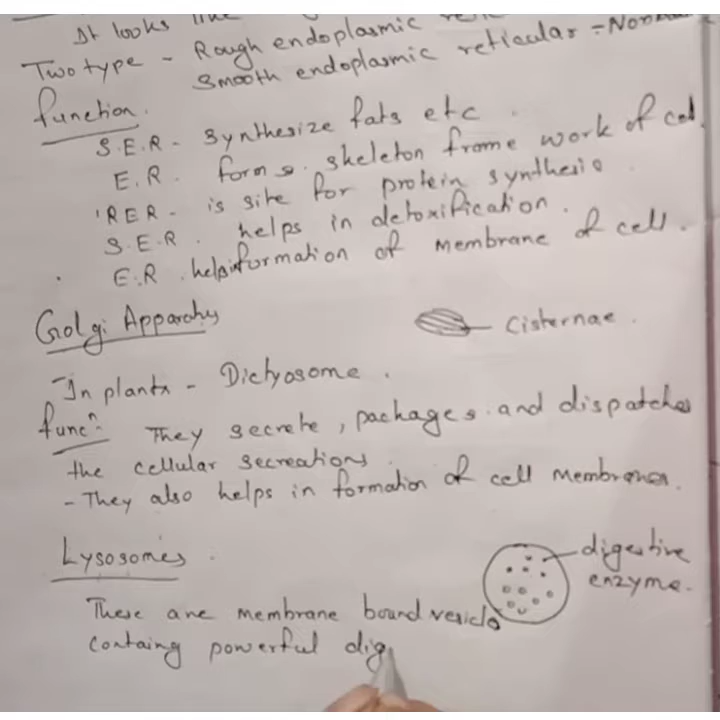 It looks like
Two type - Rough endoplasmic
Smooth endoplasmic reticular -
function.
S.E.R - synthesize fats etc.
E.R. forms skeleton frame work of cell.
RER - is site for protein synthesis.
S.E.R. helps in detoxification.
E.R. helps formation of membrane of cell.
Golgi
Cisternae.
In plants - Dictyosome.
funcn. They secrete, packages and dispatches
the cellular secreations.
- They also helps in formation of cell membranes.
Lysosomes
digestive
enzyme.
These are membrane bound vesicls
containg powerful dig